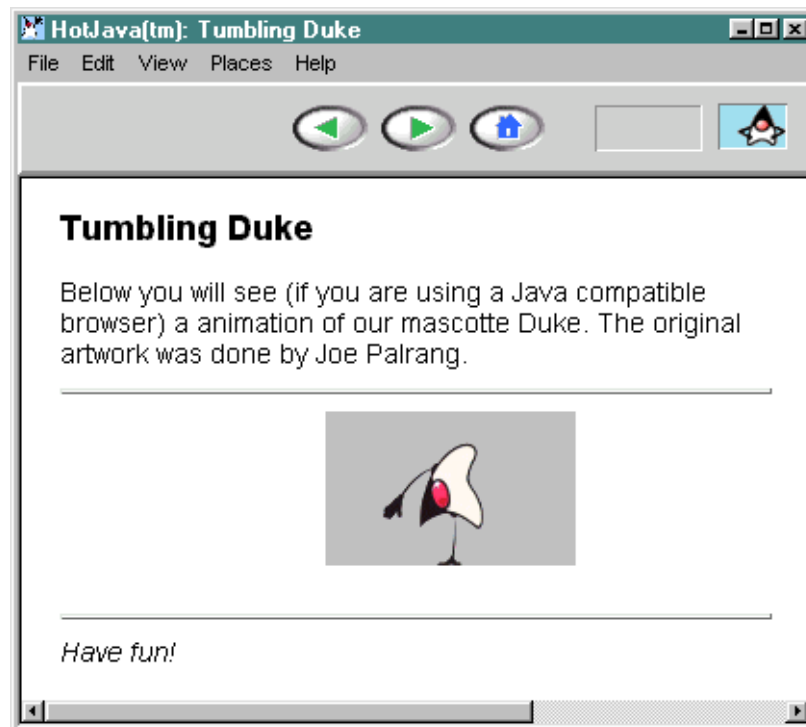 HotJava(tm): Tumbling Duke
File Edit View Places Help
Tumbling Duke
Below you will see (if you are using a Java compatible
browser) a animation of our mascotte Duke. The original
artwork was done by Joe Palrang.
Have fun!